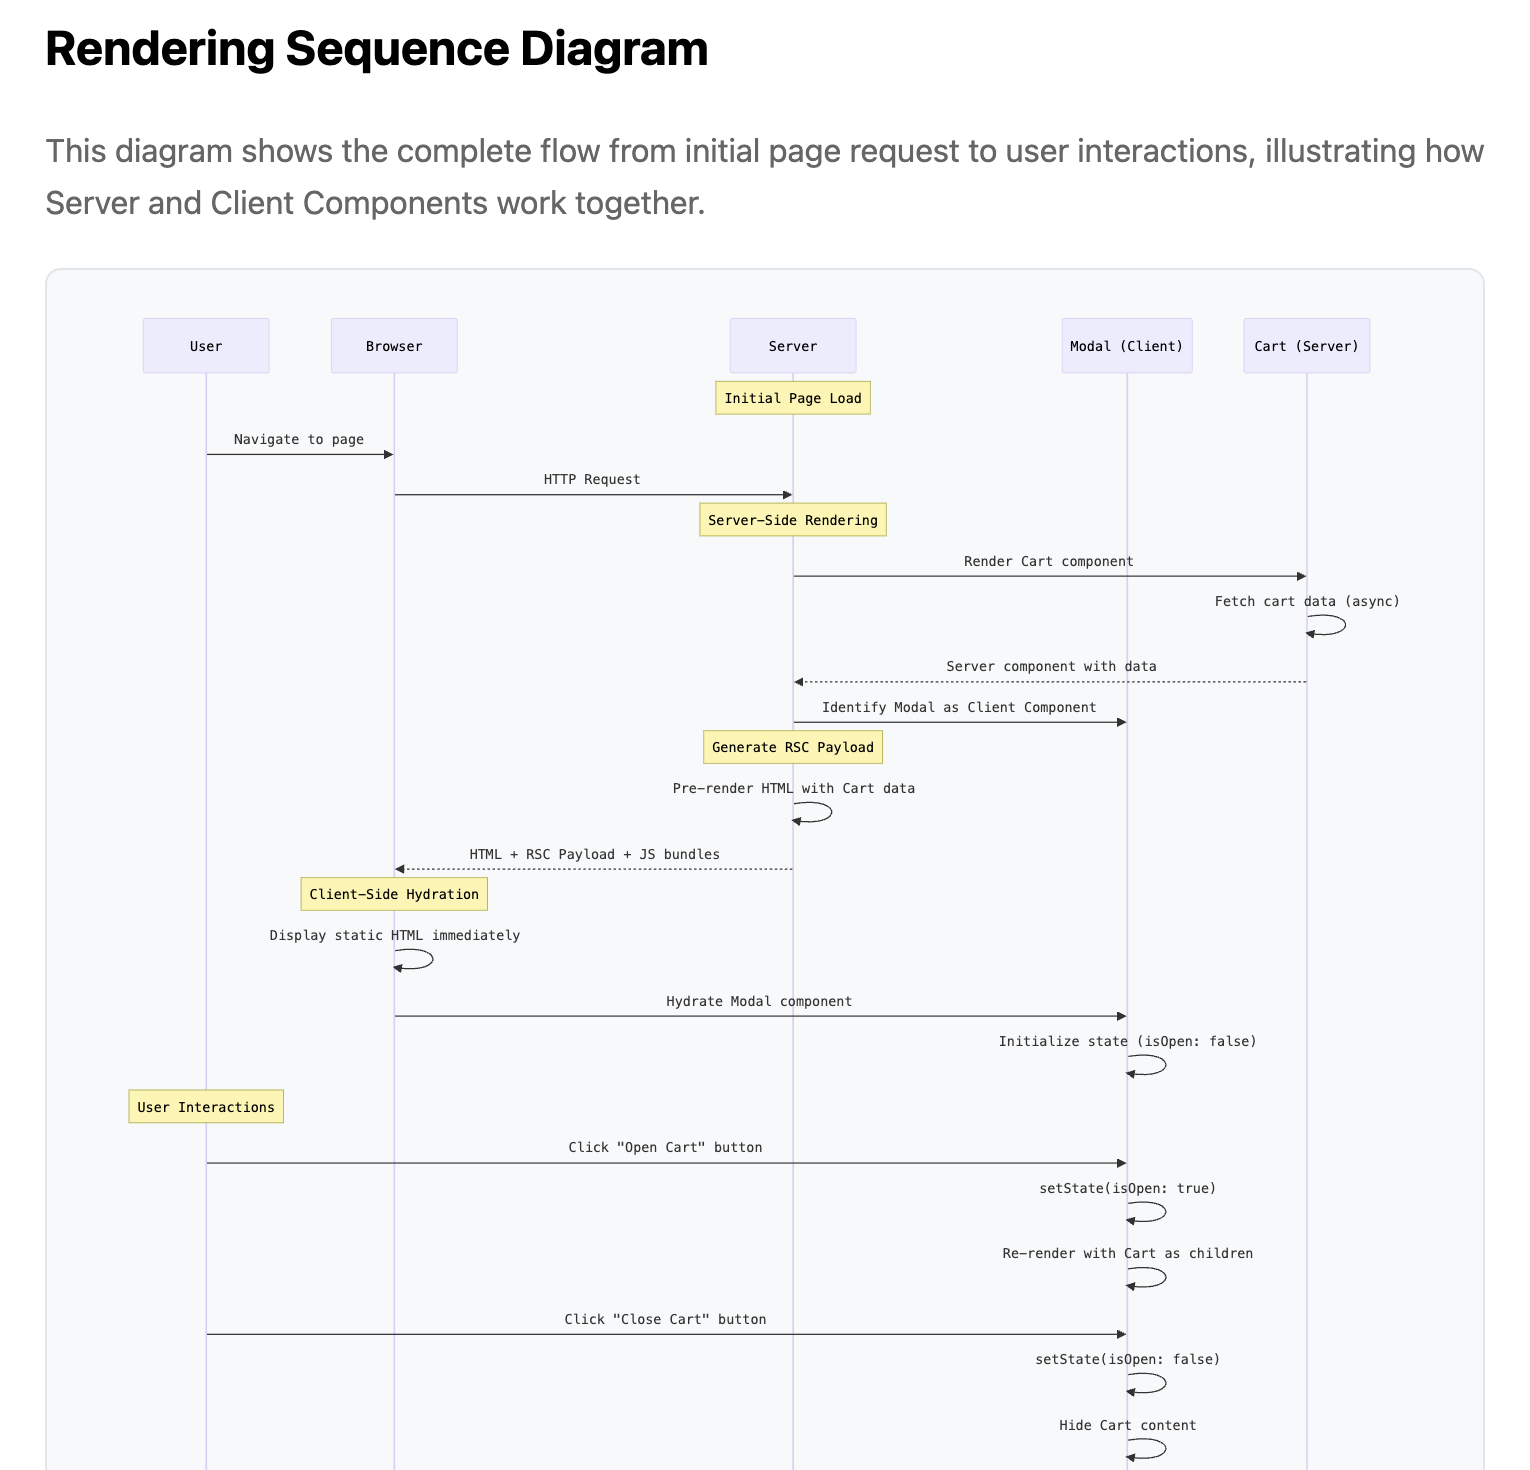 Rendering Sequence Diagram
This diagram shows the complete flow from initial page request to user interactions, illustrating how
Server and Client Components work together.
User
Browser
Server
Modal (Client)
Cart (Server)
Initial Page Load
Navigate to page
HTTP Request
Server-Side Rendering
Render Cart component
Fetch cart data (async)
Server component with data
Identify Modal as Client Component
Generate RSC Payload
Pre-render HTML with Cart data
HTML + RSC Payload + JS bundles
Client-Side Hydration
Display static HTML immediately
Hydrate Modal component
Initialize state (isOpen: false)
User Interactions
Click "Open Cart" button
setState(isOpen: true)
Re-render with Cart as children
Click "Close Cart" button
setState(isOpen: false)
Hide Cart content